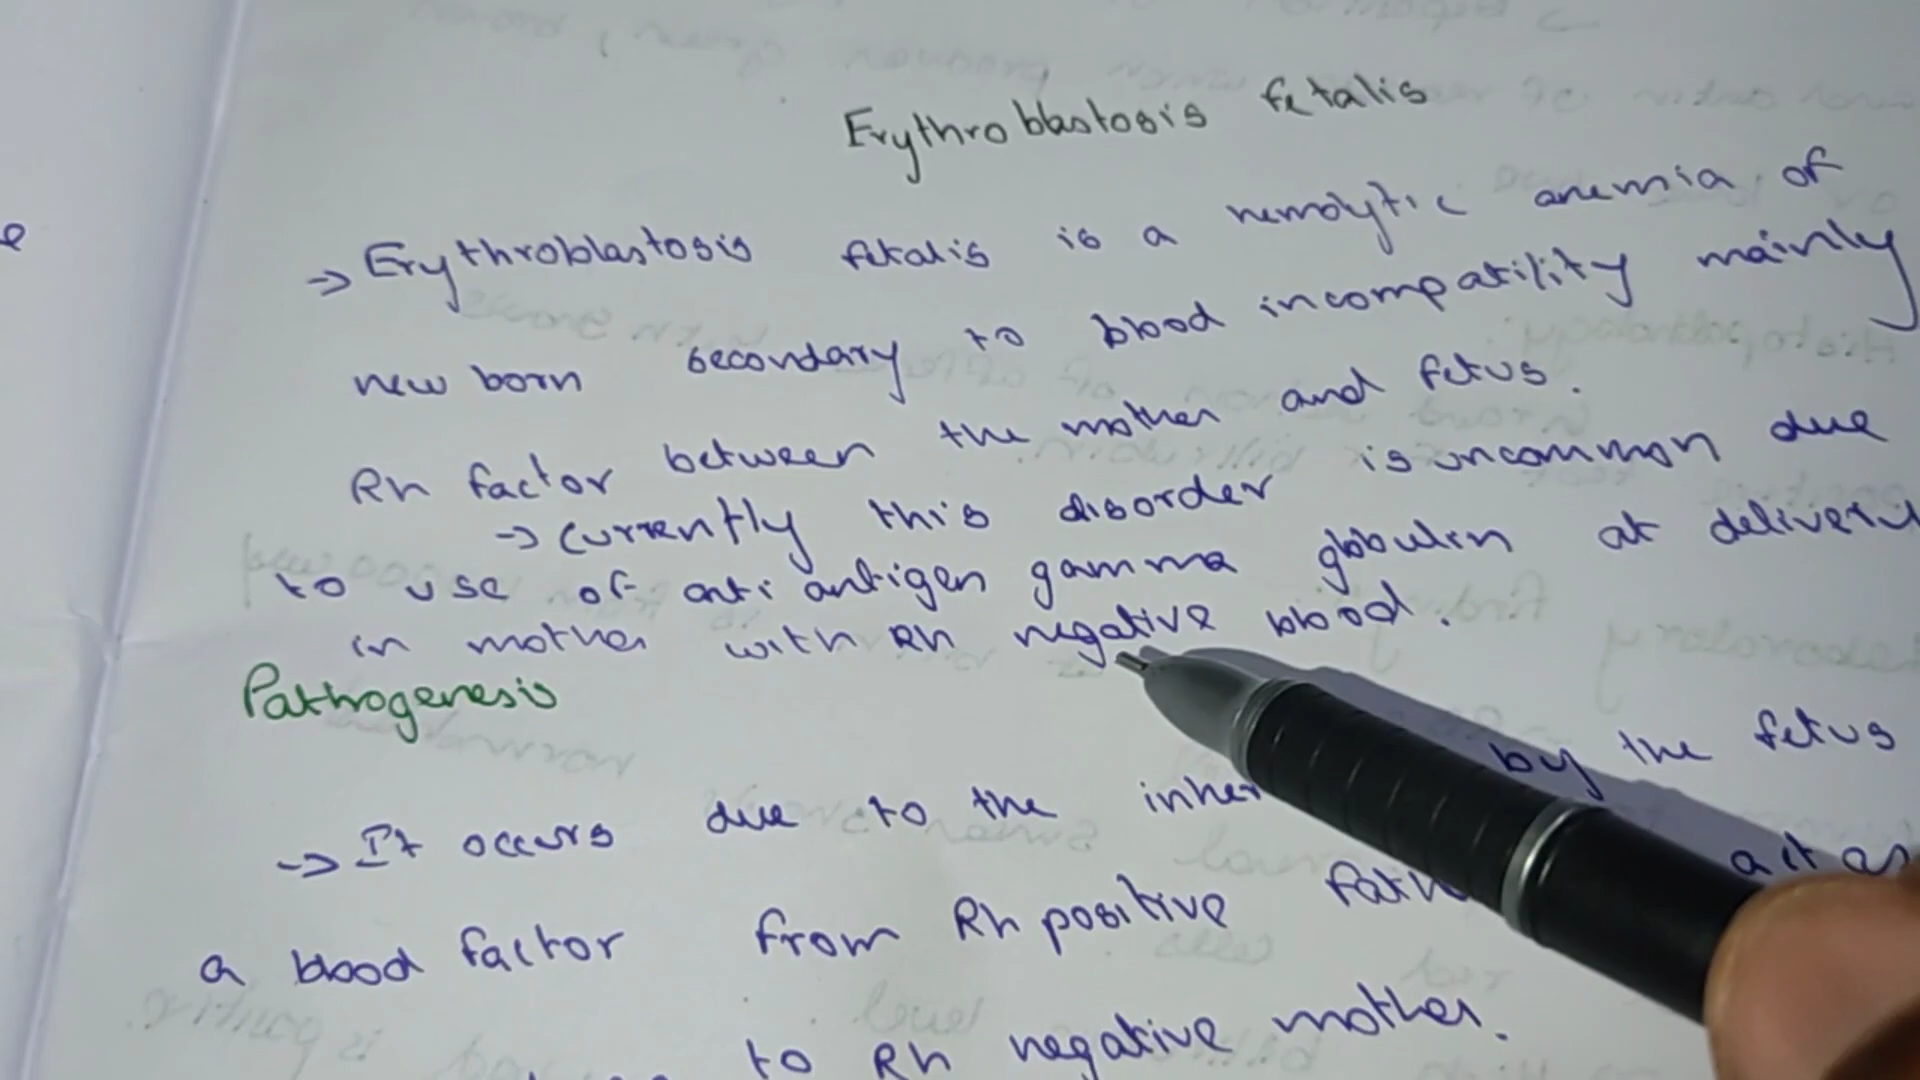 Erythroblastosis fetalis
→ Erythroblastosis fetalis is a hemolytic anemia of
new born secondary to blood incompatility mainly
Rh factor between the mother and fetus.
→ Currently this disorder is uncommon due
to use of anti antigen gamma globulin at delivery
in mother with Rh negative blood.
Pathogenesis
→ It occurs due to the by the fetus
a blood factor from Rh positive act as
to Rh negative mother.